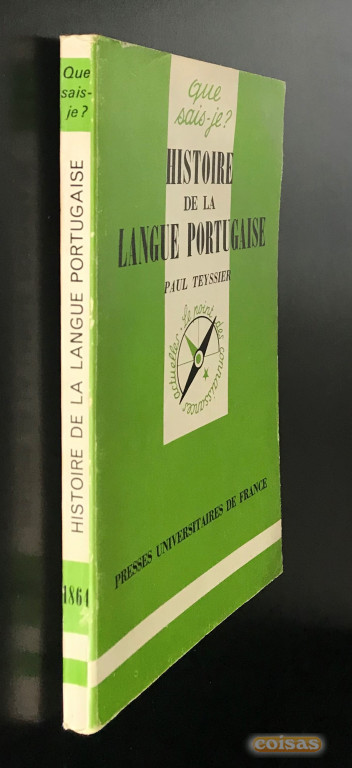 Que
sais-
je?
HISTOIRE DE LA LANGUE PORTUGAISE
1864
que
sais-je?
HISTOIRE
DE LA
LANGUE PORTUGAISE
PAUL TEYSSIER
le point des connaissances actuelles
PRESSES UNIVERSITAIRES DE FRANCE
coisas